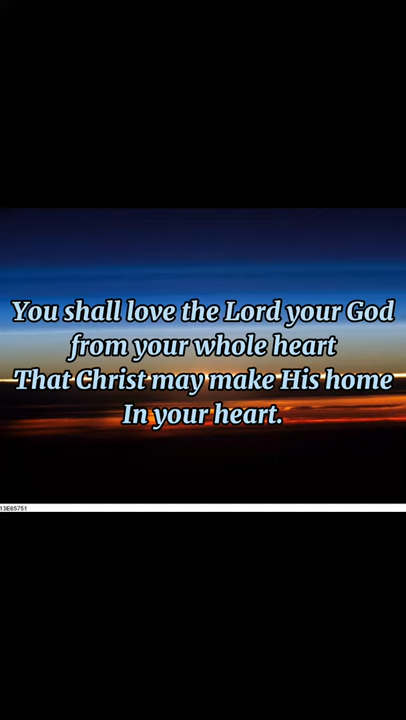 You shall love the Lord your God
from your whole heart
That Christ may make His home
In your heart.
13E65751